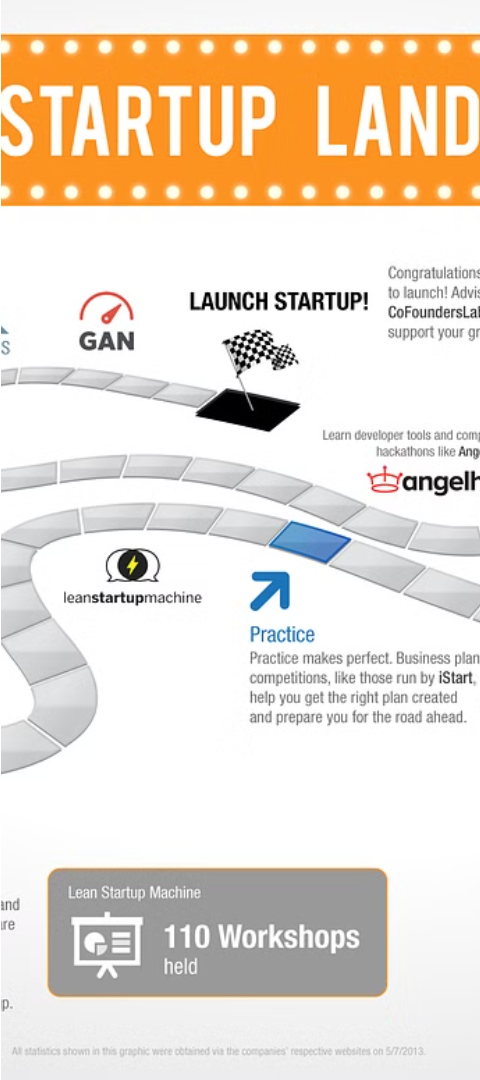 STARTUP LAND
Congratulations
to launch! Advis
CoFoundersLab
support your gr
LAUNCH STARTUP!
S
GAN
Learn developer tools and comp
hackathons like Ange
angelh
leanstartupmachine
Practice
Practice makes perfect. Business plan
competitions, like those run by iStart,
help you get the right plan created
and prepare you for the road ahead.
and
are
p.
Lean Startup Machine
110 Workshops
held
All statistics shown in this graphic were obtained via the companies' respective websites on 5/7/2013.